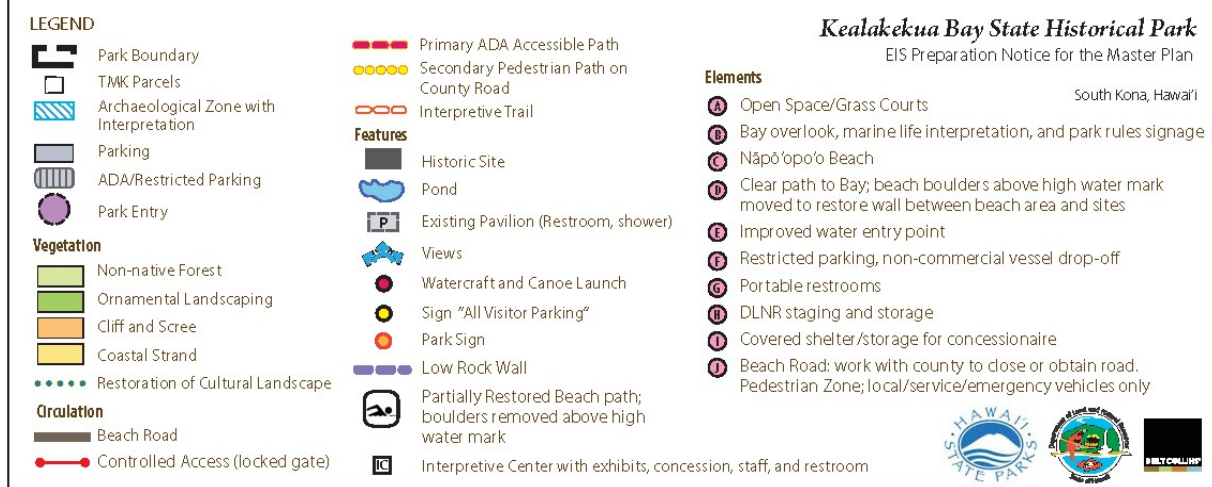 LEGEND
Park Boundary
TMK Parcels
Archaeological Zone with
Interpretation
Parking
ADA/Restricted Parking
Park Entry
Vegetation
Non-native Forest
Ornamental Landscaping
Cliff and Scree
Coastal Strand
Restoration of Cultural Landscape
Circulation
Beach Road
Controlled Access (locked gate)
Primary ADA Accessible Path
Secondary Pedestrian Path on
County Road
Interpretive Trail
Features
Historic Site
Pond
P
Existing Pavilion (Restroom, shower)
Views
Watercraft and Canoe Launch
Sign "All Visitor Parking"
Park Sign
Low Rock Wall
Partially Restored Beach path;
boulders removed above high
water mark
IC
Interpretive Center with exhibits, concession, staff, and restroom
Kealakekua Bay State Historical Park
EIS Preparation Notice for the Master Plan
South Kona, Hawai'i
Elements
A Open Space/Grass Courts
B Bay overlook, marine life interpretation, and park rules signage
C Nāpō'opo'o Beach
D Clear path to Bay; beach boulders above high water mark
moved to restore wall between beach area and sites
E Improved water entry point
F Restricted parking, non-commercial vessel drop-off
G Portable restrooms
H DLNR staging and storage
I Covered shelter/storage for concessionaire
J Beach Road: work with county to close or obtain road.
Pedestrian Zone; local/service/emergency vehicles only
HAWAI'I
STATE PARKS
Department of Land and Natural Resources
State of Hawaii
BELT COLLINS